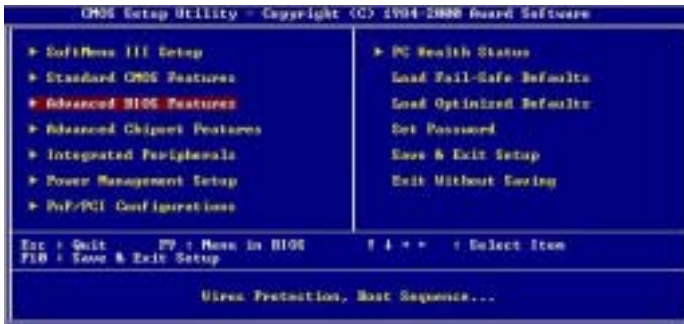 CMOS Setup Utility - Copyright (C) 1984-2000 Award Software
▶ SoftMenu III Setup
▶ Standard CMOS Features
▶ Advanced BIOS Features
▶ Advanced Chipset Features
▶ Integrated Peripherals
▶ Power Management Setup
▶ PnP/PCI Configurations
▶ PC Health Status
Load Fail-Safe Defaults
Load Optimized Defaults
Set Password
Save & Exit Setup
Exit Without Saving
Esc : Quit F9 : Menu in BIOS ↑ ↓ → ← : Select Item
F10 : Save & Exit Setup
Virus Protection, Boot Sequence...